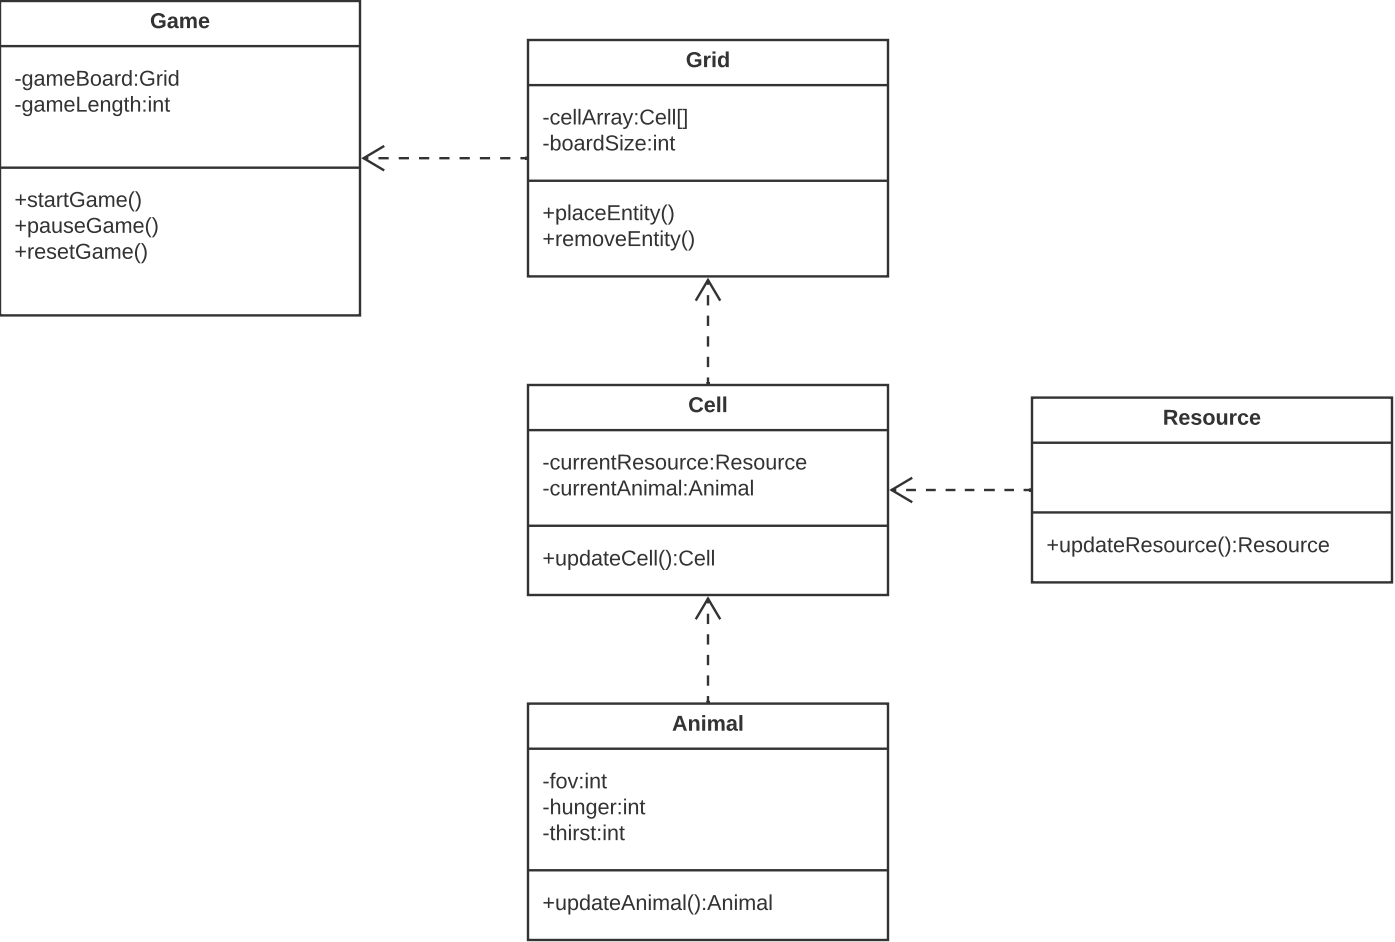 Game
-gameBoard:Grid
-gameLength:int
+startGame()
+pauseGame()
+resetGame()
Grid
-cellArray:Cell[]
-boardSize:int
+placeEntity()
+removeEntity()
Cell
-currentResource:Resource
-currentAnimal:Animal
+updateCell():Cell
Resource
+updateResource():Resource
Animal
-fov:int
-hunger:int
-thirst:int
+updateAnimal():Animal